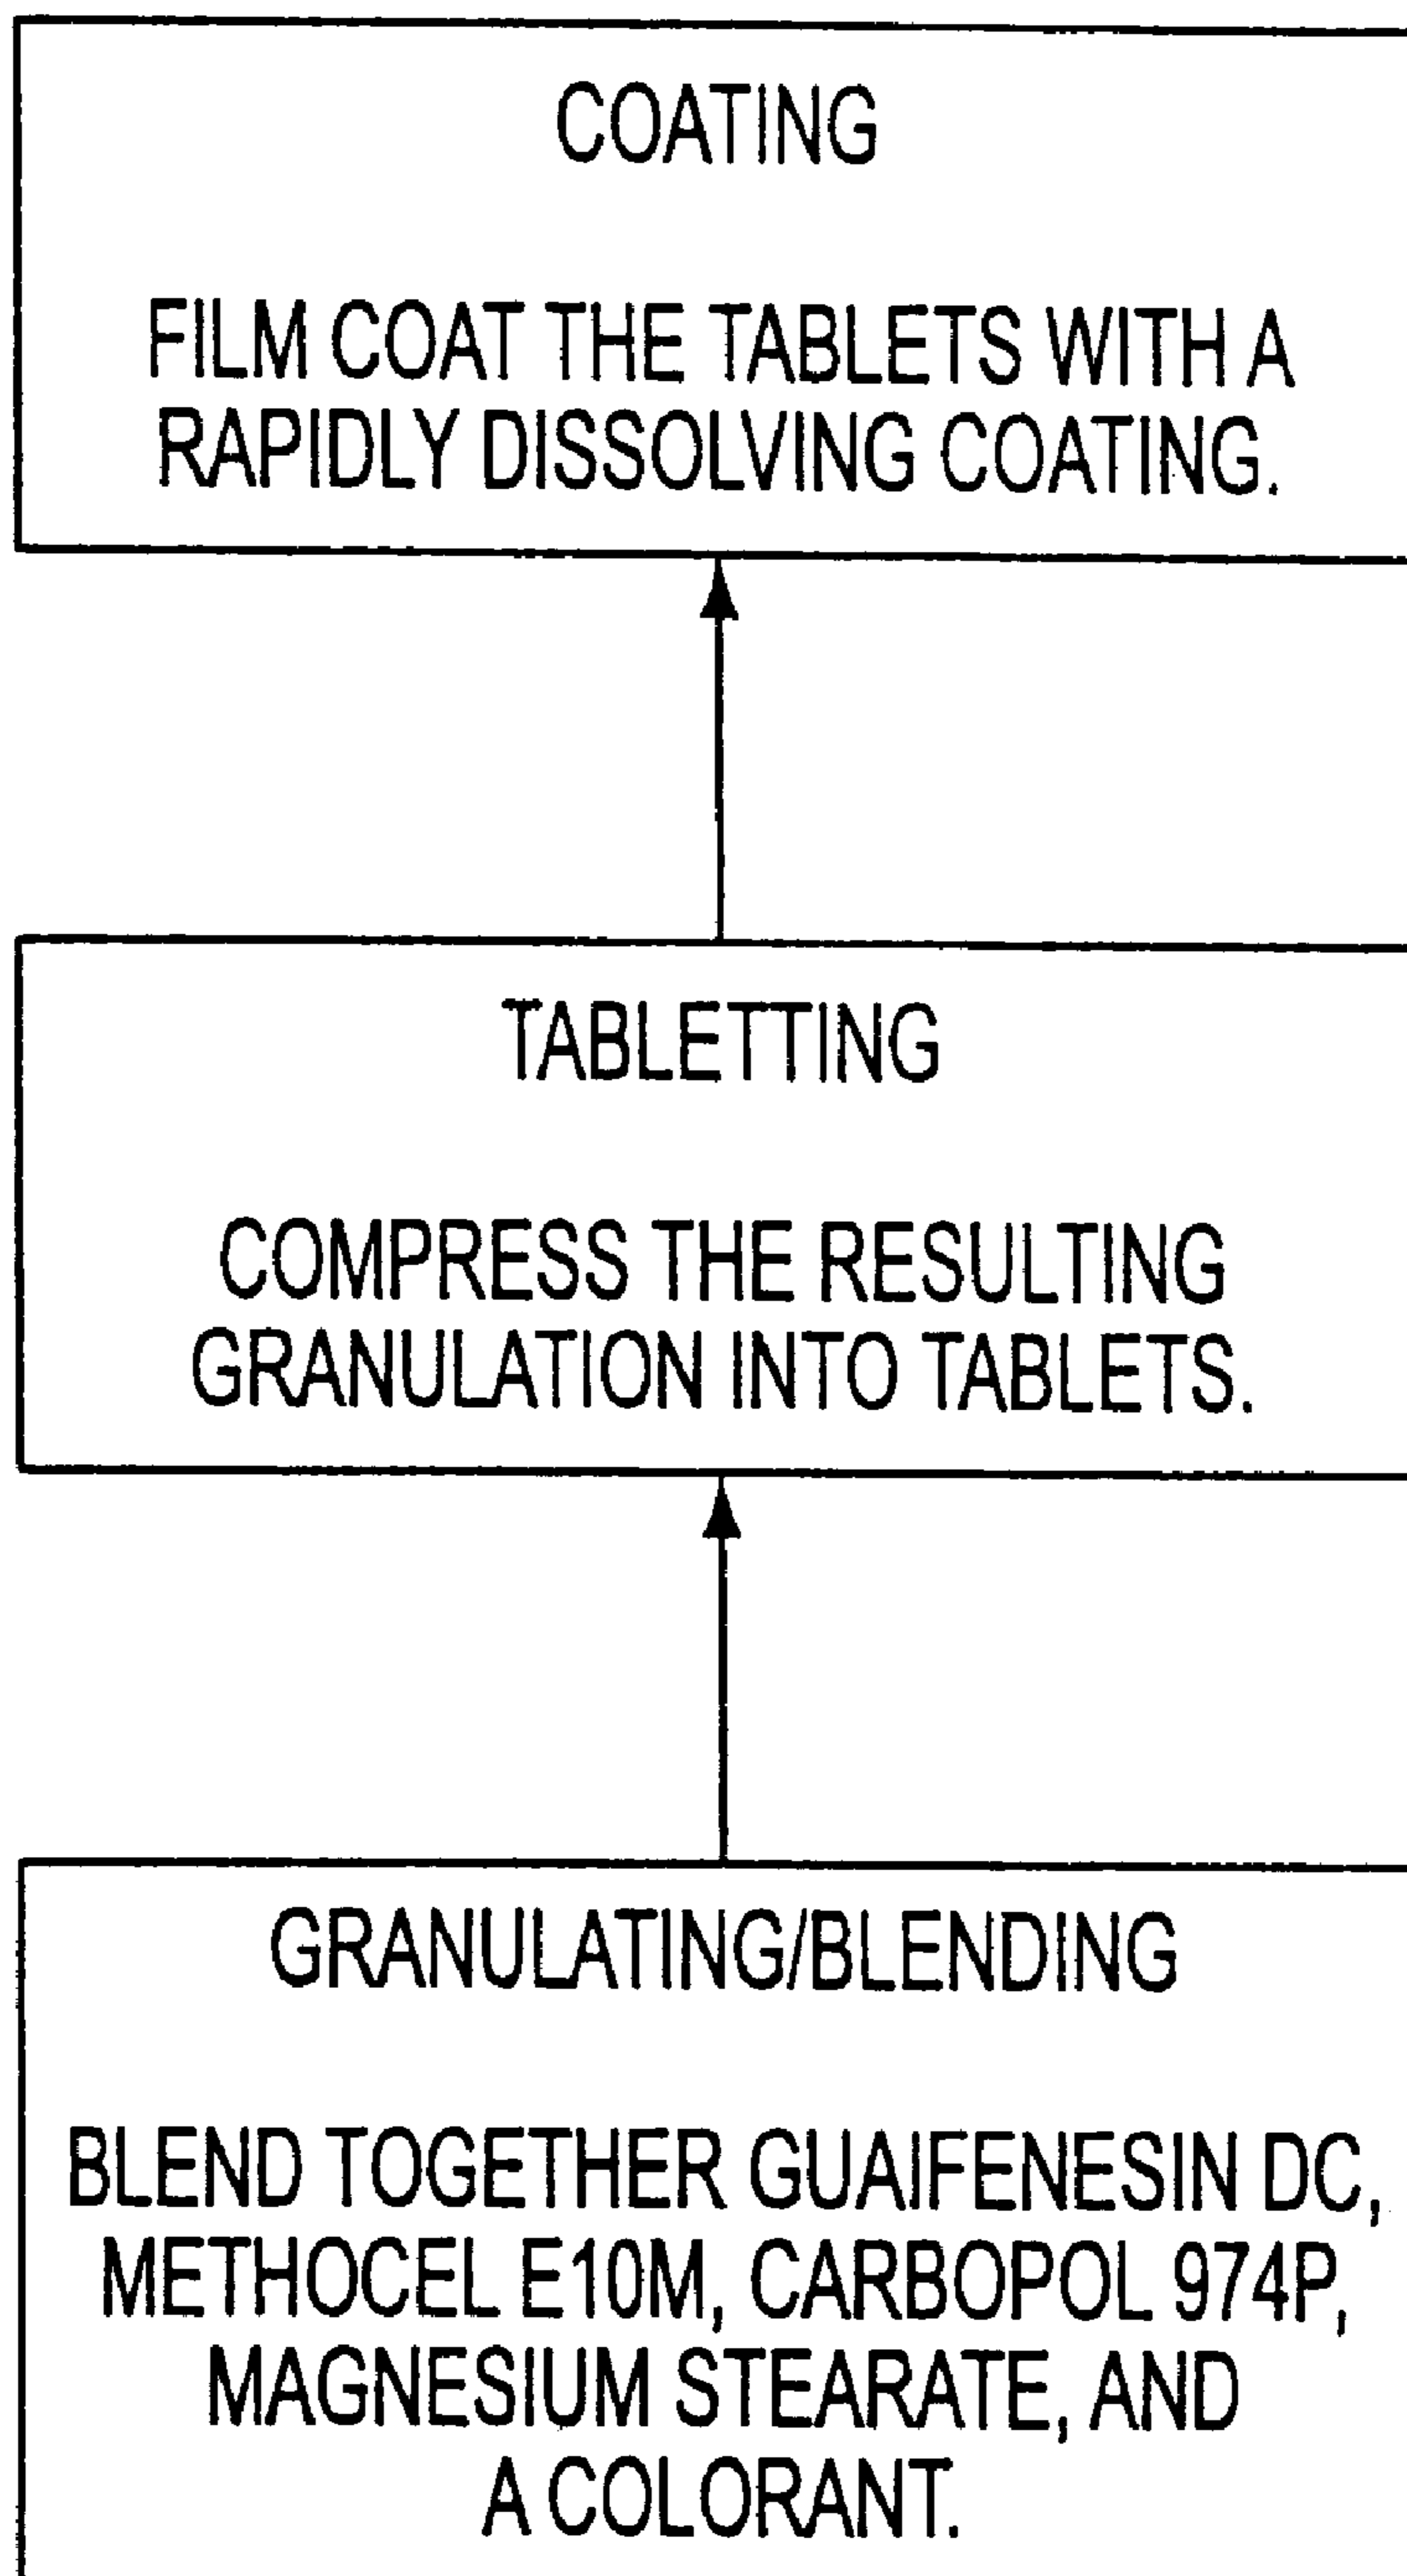 COATING
FILM COAT THE TABLETS WITH A
RAPIDLY DISSOLVING COATING.
TABLETTING
COMPRESS THE RESULTING
GRANULATION INTO TABLETS.
GRANULATING/BLENDING
BLEND TOGETHER GUAIFENESIN DC,
METHOCEL E10M, CARBOPOL 974P,
MAGNESIUM STEARATE, AND
A COLORANT.